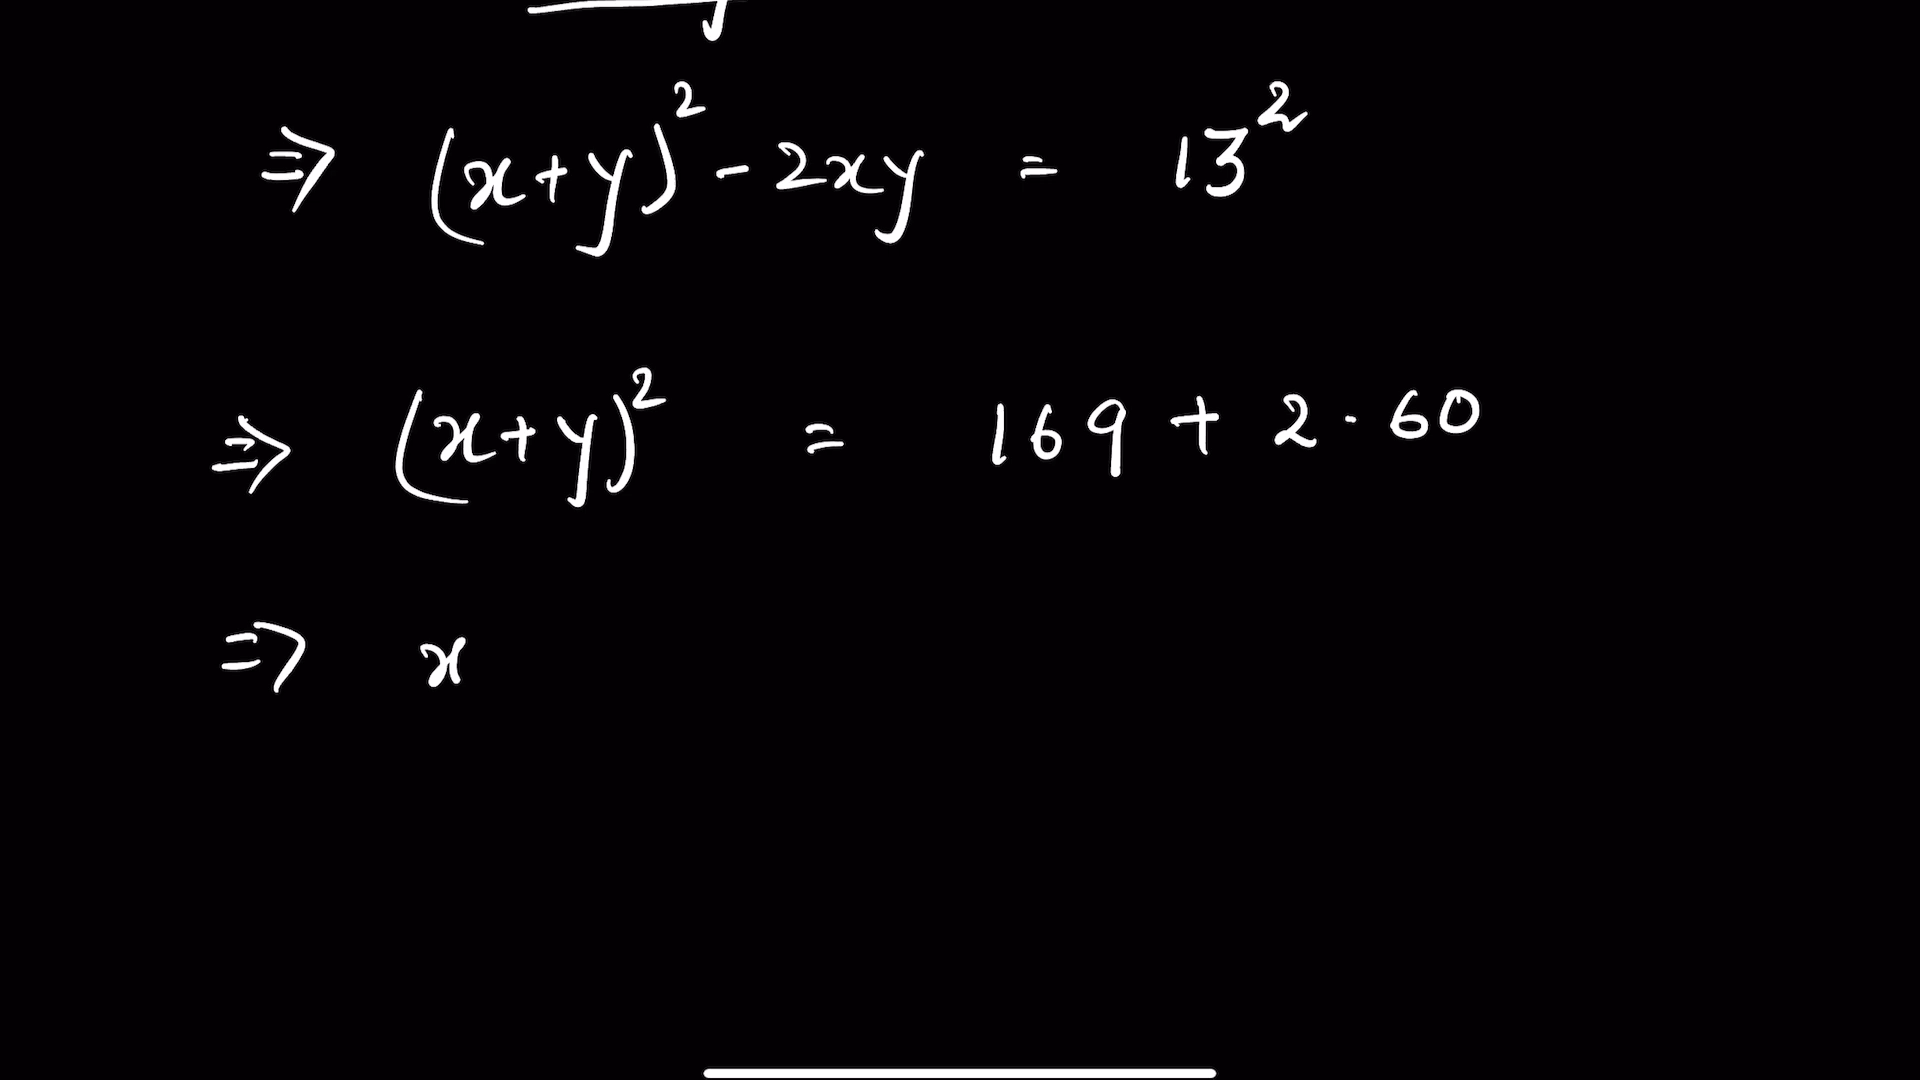 ⇒ (x+y)² - 2xy = 13²
⇒ (x+y)² = 169 + 2·60
⇒ x